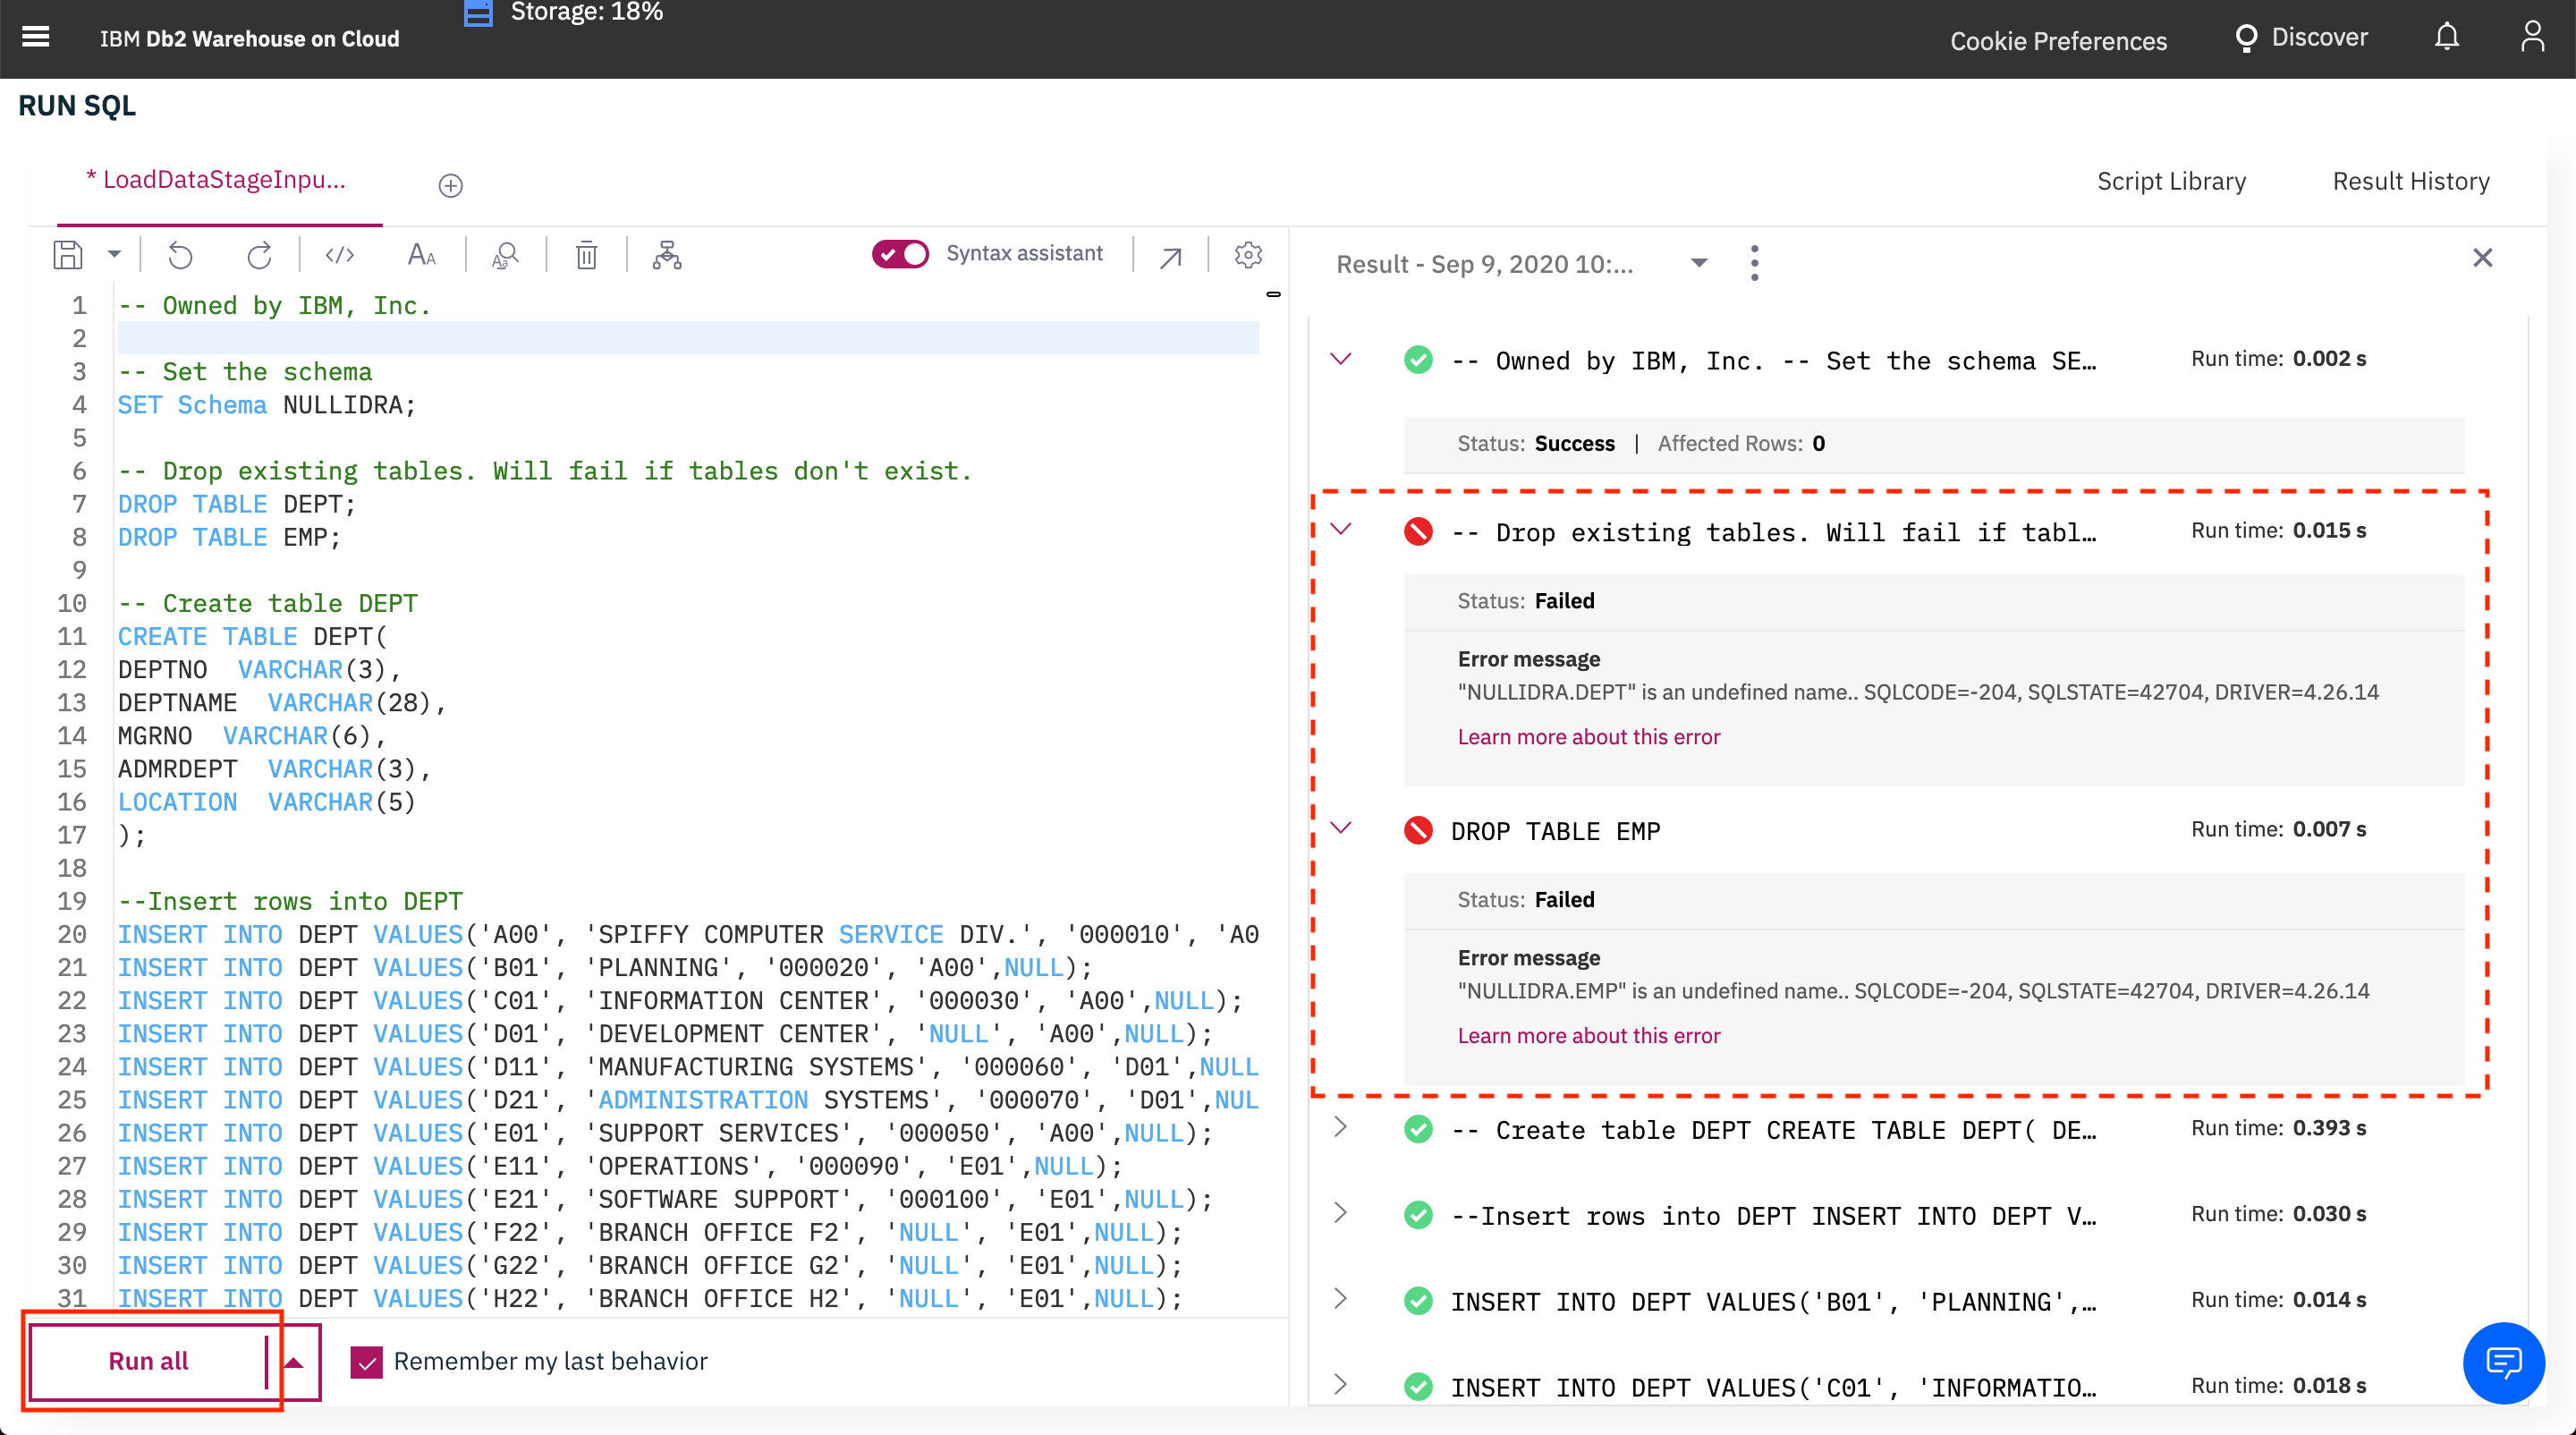 Storage: 18%
IBM Db2 Warehouse on Cloud
Cookie Preferences
Discover
RUN SQL
* LoadDataStageInpu...
Script Library
Result History
Syntax assistant
Result - Sep 9, 2020 10:...
1 -- Owned by IBM, Inc.
2
3 -- Set the schema
4 SET Schema NULLIDRA;
5
6 -- Drop existing tables. Will fail if tables don't exist.
7 DROP TABLE DEPT;
8 DROP TABLE EMP;
9
10 -- Create table DEPT
11 CREATE TABLE DEPT(
12 DEPTNO  VARCHAR(3),
13 DEPTNAME  VARCHAR(28),
14 MGRNO  VARCHAR(6),
15 ADMRDEPT  VARCHAR(3),
16 LOCATION  VARCHAR(5)
17 );
18
19 --Insert rows into DEPT
20 INSERT INTO DEPT VALUES('A00', 'SPIFFY COMPUTER SERVICE DIV.', '000010', 'A0
21 INSERT INTO DEPT VALUES('B01', 'PLANNING', '000020', 'A00',NULL);
22 INSERT INTO DEPT VALUES('C01', 'INFORMATION CENTER', '000030', 'A00',NULL);
23 INSERT INTO DEPT VALUES('D01', 'DEVELOPMENT CENTER', 'NULL', 'A00',NULL);
24 INSERT INTO DEPT VALUES('D11', 'MANUFACTURING SYSTEMS', '000060', 'D01',NULL
25 INSERT INTO DEPT VALUES('D21', 'ADMINISTRATION SYSTEMS', '000070', 'D01',NUL
26 INSERT INTO DEPT VALUES('E01', 'SUPPORT SERVICES', '000050', 'A00',NULL);
27 INSERT INTO DEPT VALUES('E11', 'OPERATIONS', '000090', 'E01',NULL);
28 INSERT INTO DEPT VALUES('E21', 'SOFTWARE SUPPORT', '000100', 'E01',NULL);
29 INSERT INTO DEPT VALUES('F22', 'BRANCH OFFICE F2', 'NULL', 'E01',NULL);
30 INSERT INTO DEPT VALUES('G22', 'BRANCH OFFICE G2', 'NULL', 'E01',NULL);
31 INSERT INTO DEPT VALUES('H22', 'BRANCH OFFICE H2', 'NULL', 'E01',NULL);
Run all
Remember my last behavior
-- Owned by IBM, Inc. -- Set the schema SE... Run time: 0.002 s
Status: Success | Affected Rows: 0
-- Drop existing tables. Will fail if tabl... Run time: 0.015 s
Status: Failed
Error message
"NULLIDRA.DEPT" is an undefined name.. SQLCODE=-204, SQLSTATE=42704, DRIVER=4.26.14
Learn more about this error
DROP TABLE EMP Run time: 0.007 s
Status: Failed
Error message
"NULLIDRA.EMP" is an undefined name.. SQLCODE=-204, SQLSTATE=42704, DRIVER=4.26.14
Learn more about this error
-- Create table DEPT CREATE TABLE DEPT( DE... Run time: 0.393 s
--Insert rows into DEPT INSERT INTO DEPT V... Run time: 0.030 s
INSERT INTO DEPT VALUES('B01', 'PLANNING',... Run time: 0.014 s
INSERT INTO DEPT VALUES('C01', 'INFORMATIO... Run time: 0.018 s